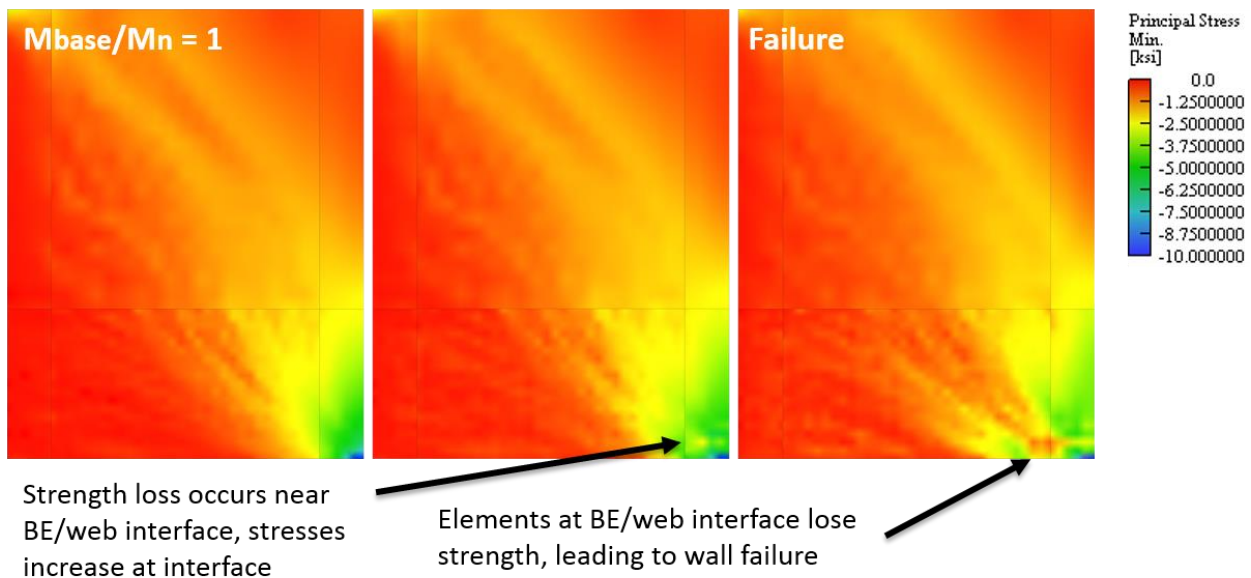 Mbase/Mn = 1
Failure
Principal Stress
Min.
[ksi]
0.0
-1.2500000
-2.5000000
-3.7500000
-5.0000000
-6.2500000
-7.5000000
-8.7500000
-10.000000
Strength loss occurs near
BE/web interface, stresses
increase at interface
Elements at BE/web interface lose
strength, leading to wall failure